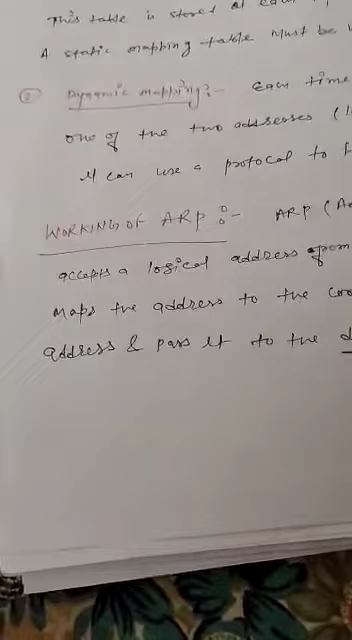 This table is stored at
A static mapping table must be
② Dynamic mapping:- Each time
one of the two addresses (
it can use a protocol to
WORKING OF ARP :- ARP (A
accepts a logical address from
maps the address to the
address & pass it to the